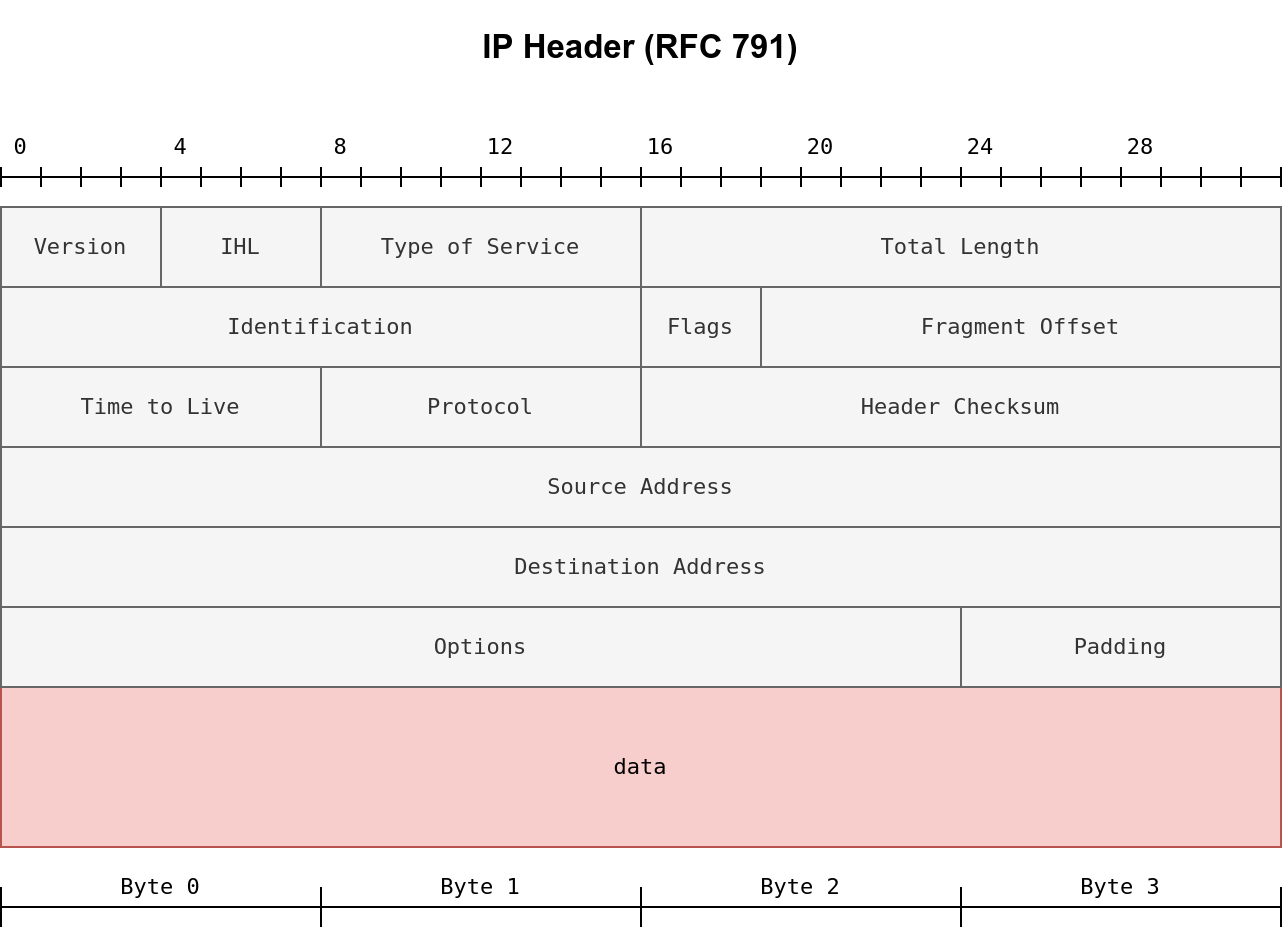 IP Header (RFC 791)
0 4 8 12 16 20 24 28
Version IHL Type of Service Total Length
Identification Flags Fragment Offset
Time to Live Protocol Header Checksum
Source Address
Destination Address
Options Padding
data
Byte 0 Byte 1 Byte 2 Byte 3